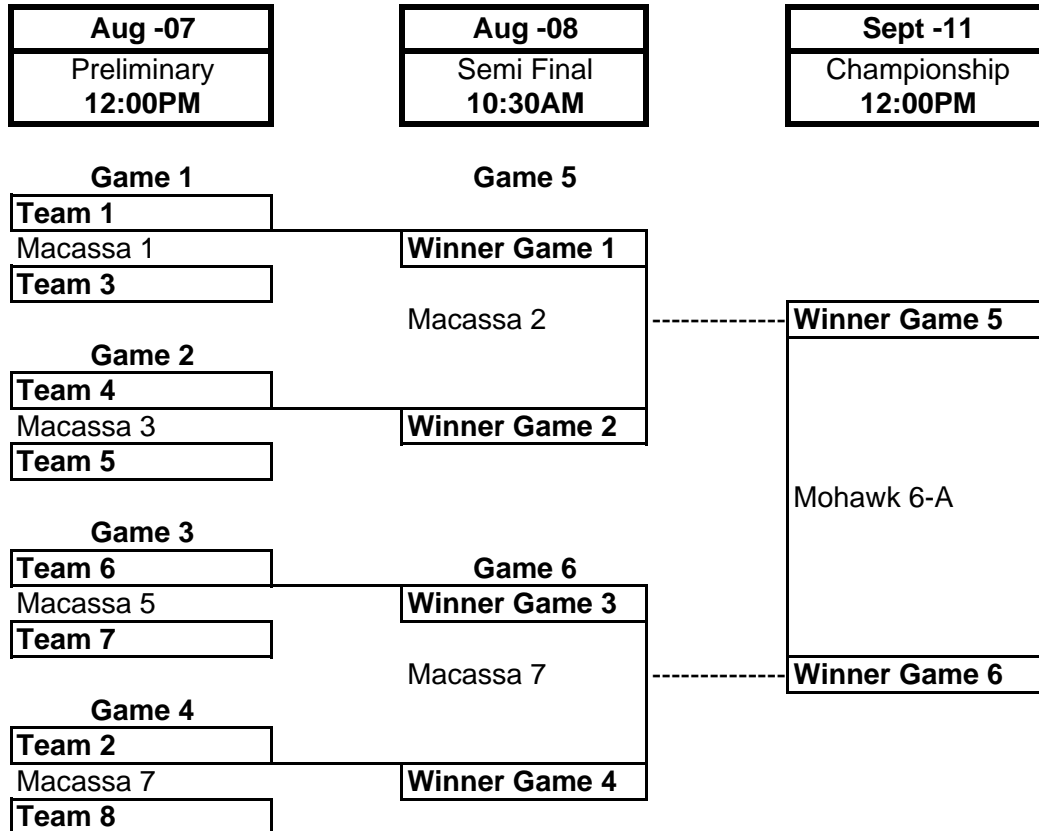 Aug -07
Preliminary
12:00PM
Aug -08
Semi Final
10:30AM
Sept -11
Championship
12:00PM
Game 1
Team 1
Macassa 1
Team 3
Game 2
Team 4
Macassa 3
Team 5
Game 3
Team 6
Macassa 5
Team 7
Game 4
Team 2
Macassa 7
Team 8
Game 5
Winner Game 1
Macassa 2
Winner Game 2
Game 6
Winner Game 3
Macassa 7
Winner Game 4
--------------
Winner Game 5
Mohawk 6-A
--------------
Winner Game 6